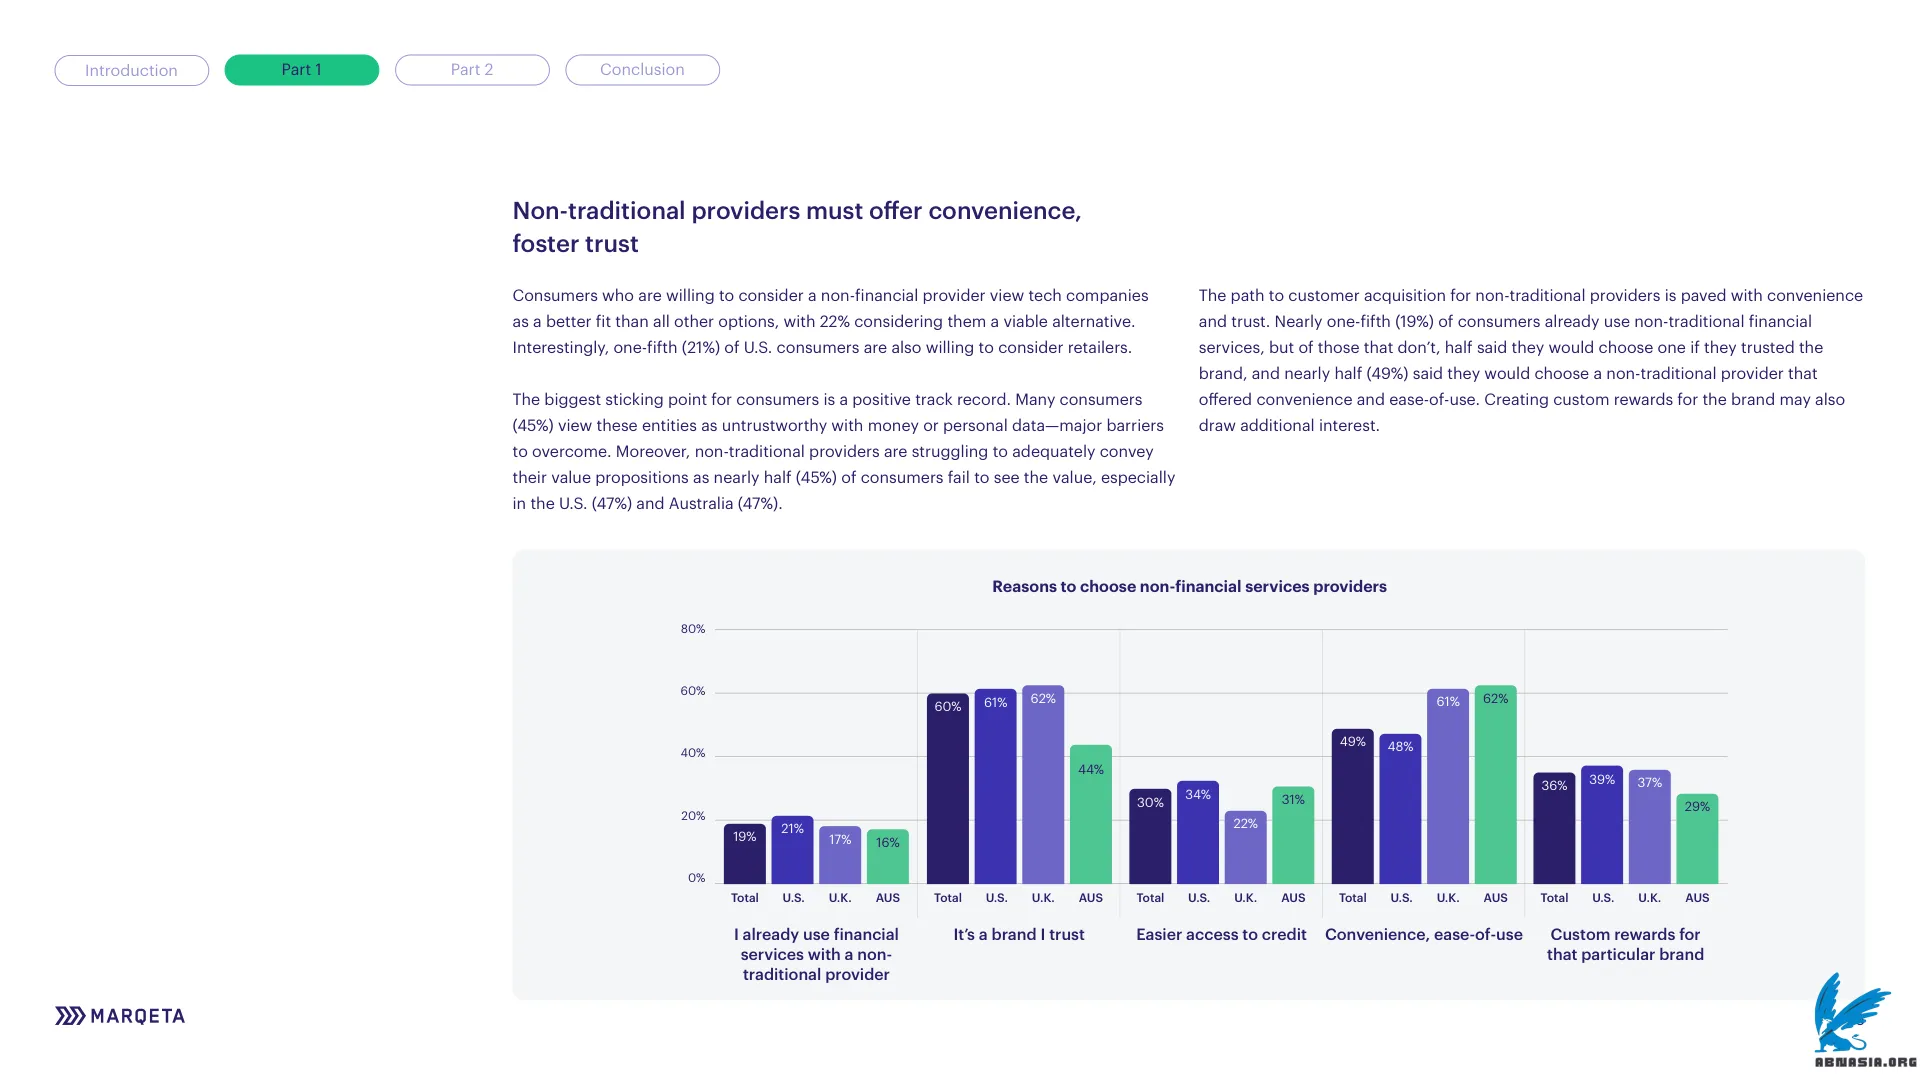 Introduction
Part 1
Part 2
Conclusion
Non-traditional providers must offer convenience,
foster trust
Consumers who are willing to consider a non-financial provider view tech companies
as a better fit than all other options, with 22% considering them a viable alternative.
Interestingly, one-fifth (21%) of U.S. consumers are also willing to consider retailers.
The biggest sticking point for consumers is a positive track record. Many consumers
(45%) view these entities as untrustworthy with money or personal data—major barriers
to overcome. Moreover, non-traditional providers are struggling to adequately convey
their value propositions as nearly half (45%) of consumers fail to see the value, especially
in the U.S. (47%) and Australia (47%).
The path to customer acquisition for non-traditional providers is paved with convenience
and trust. Nearly one-fifth (19%) of consumers already use non-traditional financial
services, but of those that don’t, half said they would choose one if they trusted the
brand, and nearly half (49%) said they would choose a non-traditional provider that
offered convenience and ease-of-use. Creating custom rewards for the brand may also
draw additional interest.
Reasons to choose non-financial services providers
80%
60%
40%
20%
0%
19% 21% 17% 16%
60% 61% 62% 44%
30% 34% 22% 31%
49% 48% 61% 62%
36% 39% 37% 29%
Total U.S. U.K. AUS
Total U.S. U.K. AUS
Total U.S. U.K. AUS
Total U.S. U.K. AUS
Total U.S. U.K. AUS
I already use financial
services with a non-
traditional provider
It’s a brand I trust
Easier access to credit
Convenience, ease-of-use
Custom rewards for
that particular brand
MARQETA
ABNASIA.ORG